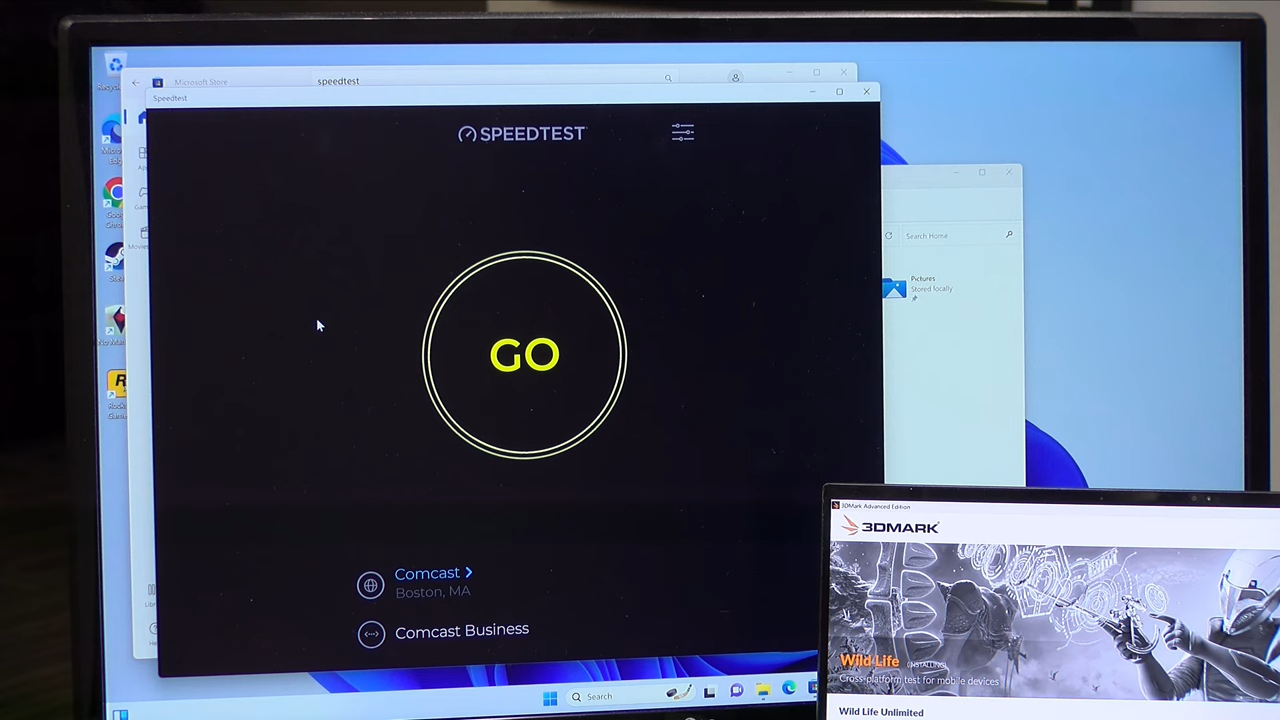 Microsoft Store
speedtest
Speedtest
SPEEDTEST
GO
Comcast >
Boston, MA
Comcast Business
Search Home
Pictures
Stored locally
Search
3DMark Advanced Edition
3DMARK
Wild Life (INSTALLING)
Cross-platform test for mobile devices
Wild Life Unlimited